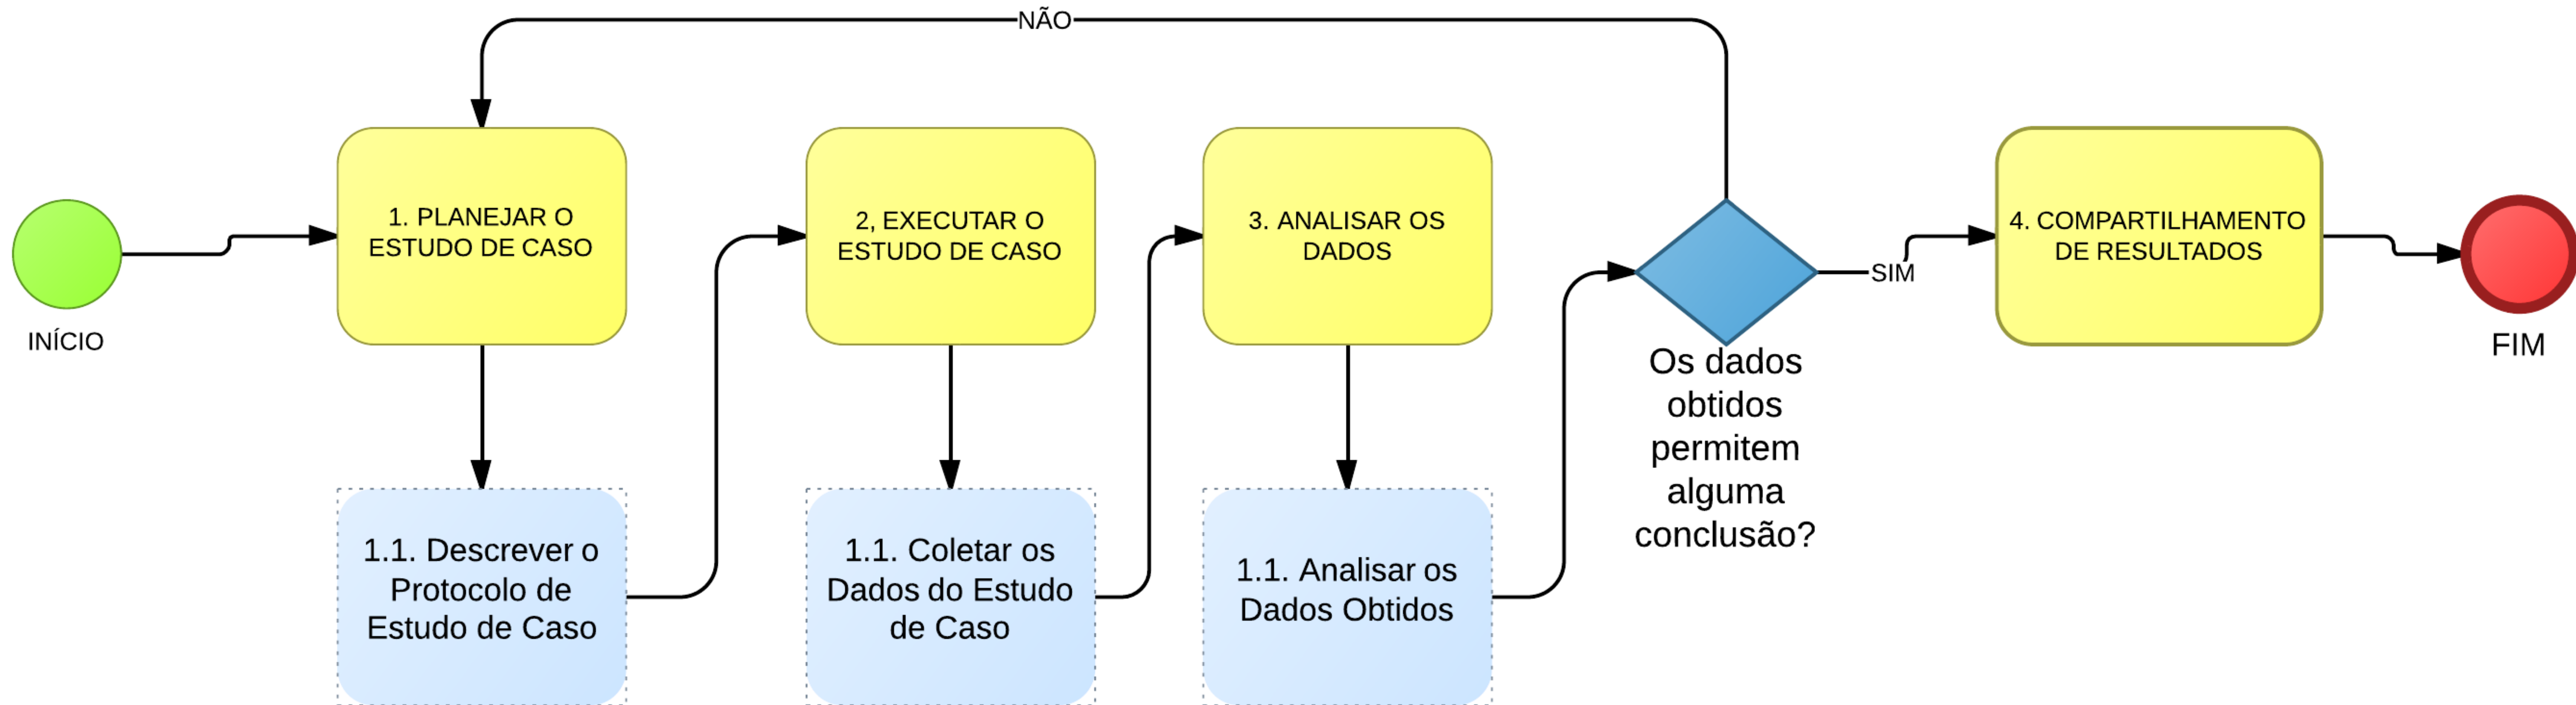 NÃO
INÍCIO
1. PLANEJAR O
ESTUDO DE CASO
2, EXECUTAR O
ESTUDO DE CASO
3. ANALISAR OS
DADOS
SIM
4. COMPARTILHAMENTO
DE RESULTADOS
FIM
Os dados
obtidos
permitem
alguma
conclusão?
1.1. Descrever o
Protocolo de
Estudo de Caso
1.1. Coletar os
Dados do Estudo
de Caso
1.1. Analisar os
Dados Obtidos